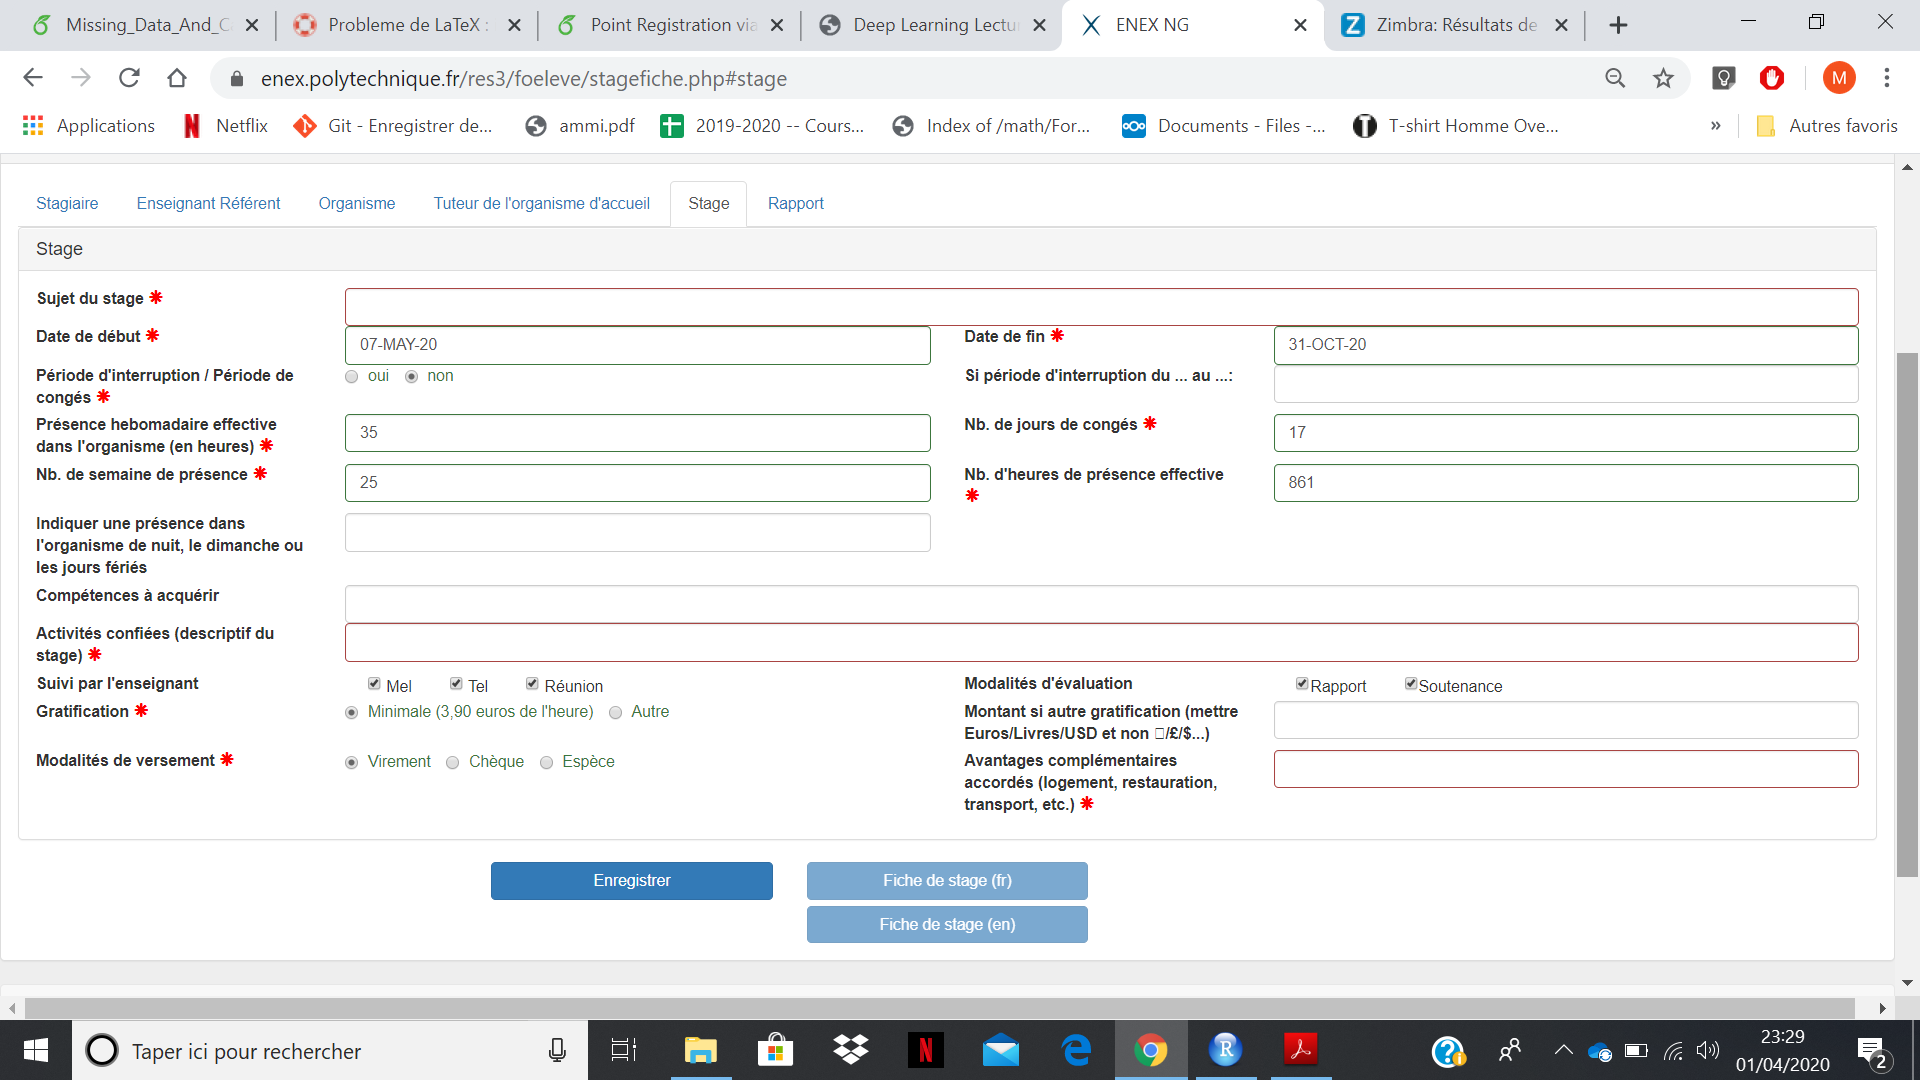 Missing_Data_And_C
Probleme de LaTeX :
Point Registration via
Deep Learning Lectu
ENEX NG
Zimbra: Résultats de
enex.polytechnique.fr/res3/foeleve/stagefiche.php#stage
M
Applications
Netflix
Git - Enregistrer de...
ammi.pdf
2019-2020 -- Cours...
Index of /math/For...
Documents - Files -...
T-shirt Homme Ove...
»
Autres favoris
Stagiaire
Enseignant Référent
Organisme
Tuteur de l'organisme d'accueil
Stage
Rapport
Stage
Sujet du stage *
Date de début *
07-MAY-20
Date de fin *
31-OCT-20
Période d'interruption / Période de
congés *
oui
non
Si période d'interruption du ... au ...:
Présence hebomadaire effective
dans l'organisme (en heures) *
35
Nb. de jours de congés *
17
Nb. de semaine de présence *
25
Nb. d'heures de présence effective
*
861
Indiquer une présence dans
l'organisme de nuit, le dimanche ou
les jours fériés
Compétences à acquérir
Activités confiées (descriptif du
stage) *
Suivi par l'enseignant
Mel
Tel
Réunion
Modalités d'évaluation
Rapport
Soutenance
Gratification *
Minimale (3,90 euros de l'heure)
Autre
Montant si autre gratification (mettre
Euros/Livres/USD et non □/£/$...)
Modalités de versement *
Virement
Chèque
Espèce
Avantages complémentaires
accordés (logement, restauration,
transport, etc.) *
Enregistrer
Fiche de stage (fr)
Fiche de stage (en)
Taper ici pour rechercher
23:29
01/04/2020
2